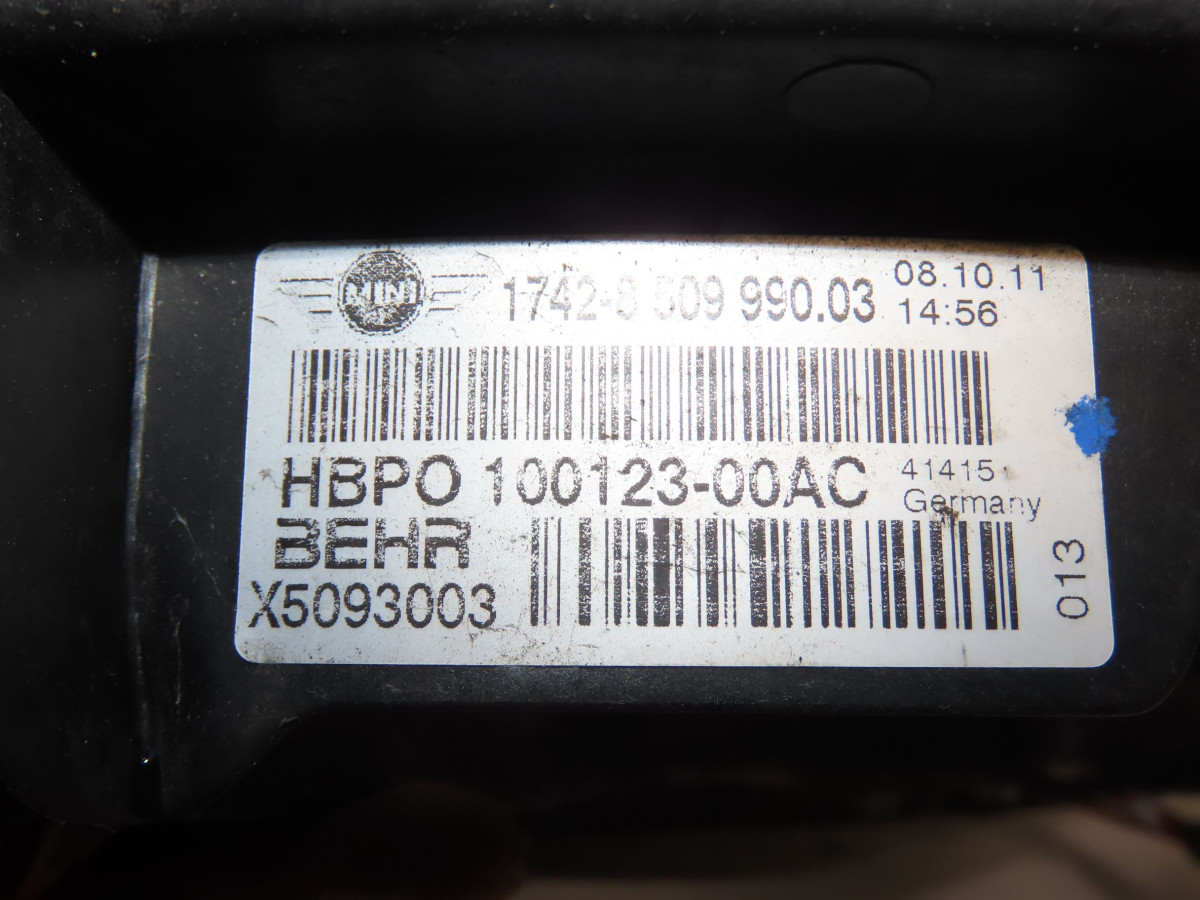 MINI
1742-8 509 990.03
08.10.11
14:56
HBPO 100123-00AC
41415
Germany
BEHR
X5093003
013